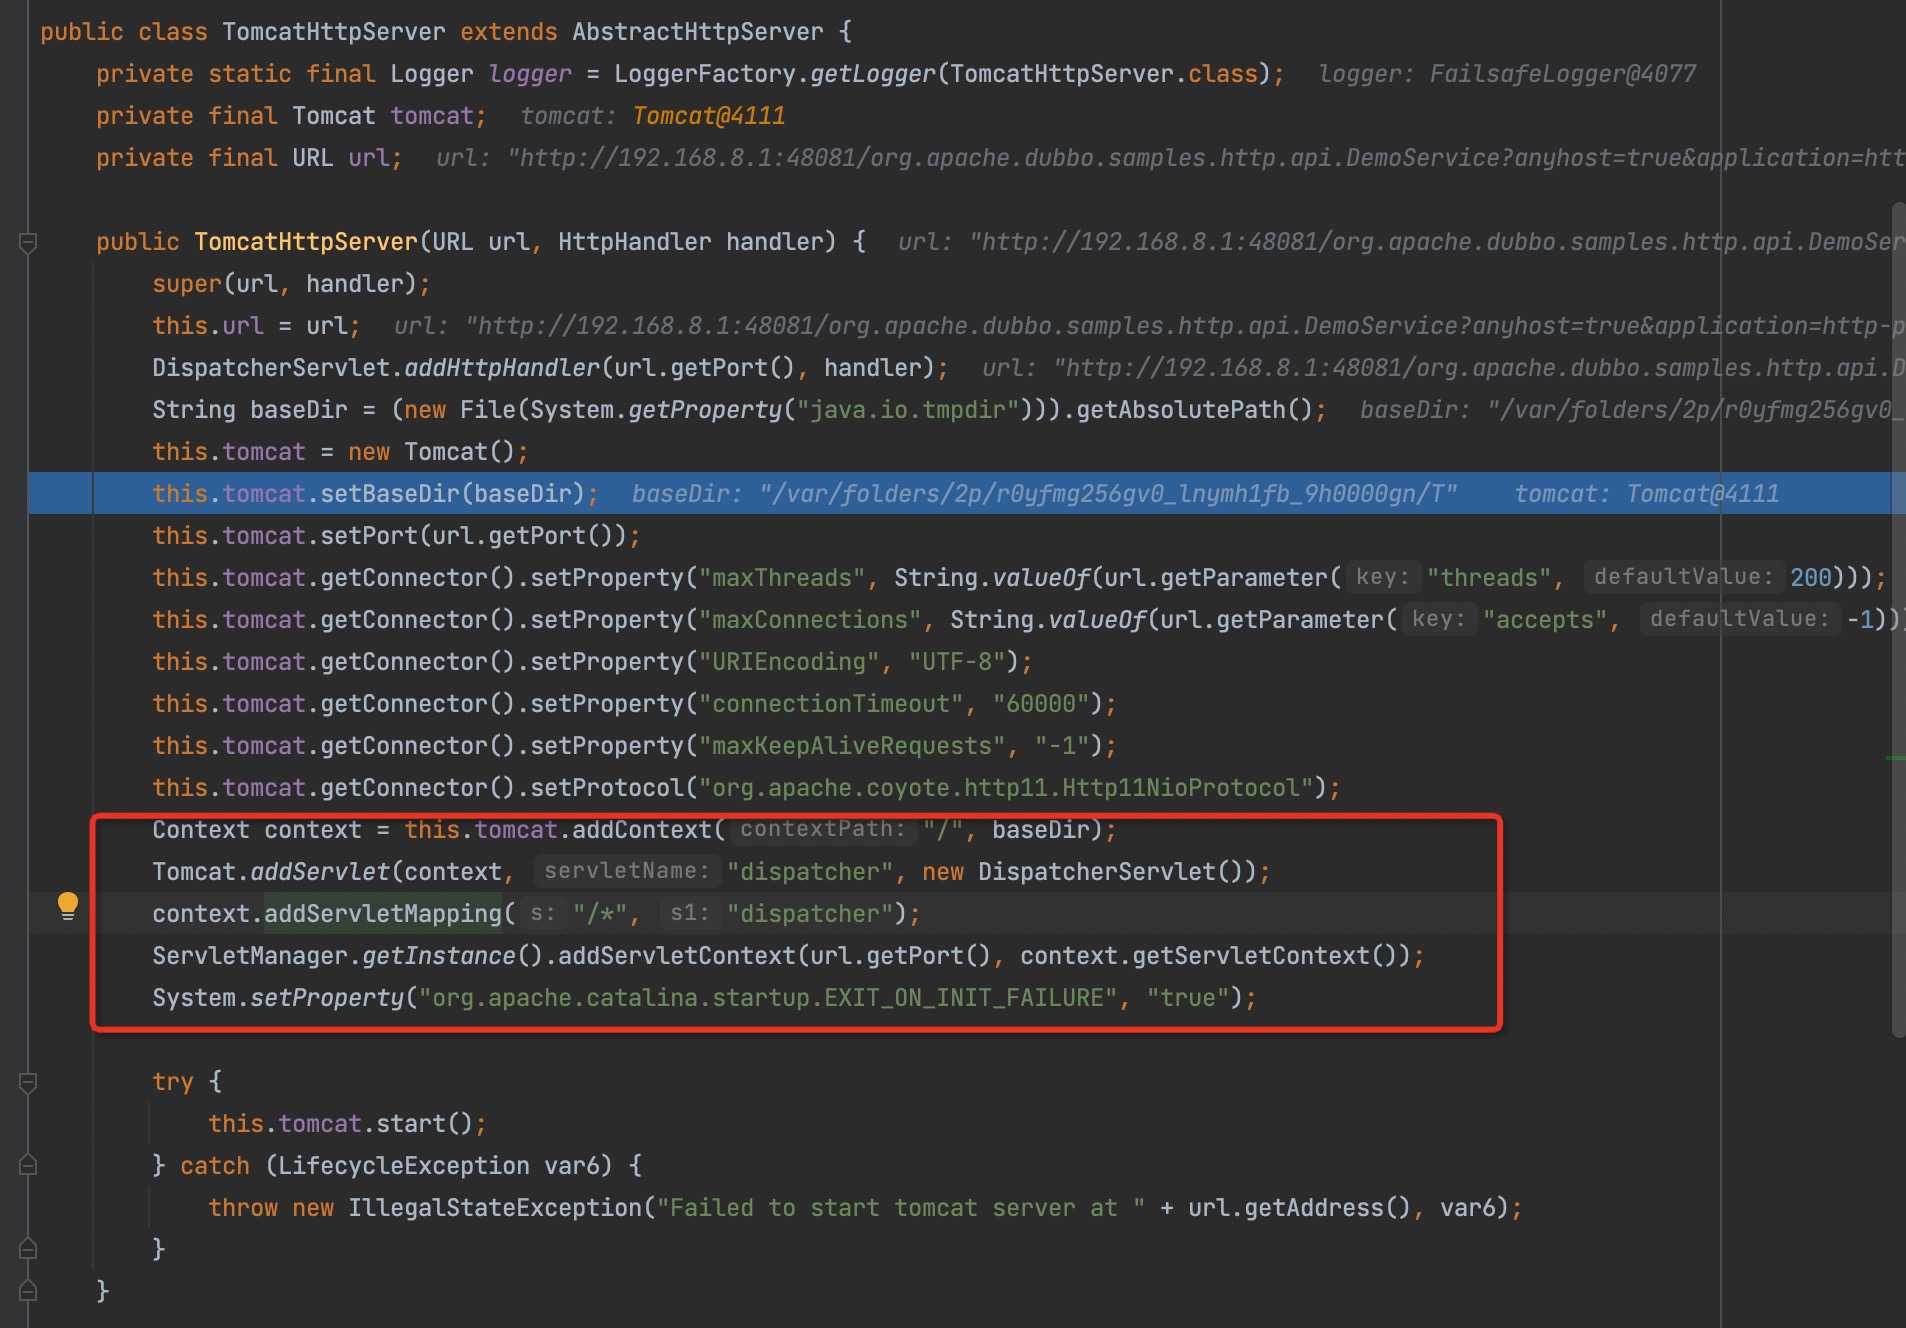 public class TomcatHttpServer extends AbstractHttpServer {
private static final Logger logger = LoggerFactory.getLogger(TomcatHttpServer.class); logger: FailsafeLogger@4077
private final Tomcat tomcat; tomcat: Tomcat@4111
private final URL url; url: "http://192.168.8.1:48081/org.apache.dubbo.samples.http.api.DemoService?anyhost=true&application=htt
public TomcatHttpServer(URL url, HttpHandler handler) { url: "http://192.168.8.1:48081/org.apache.dubbo.samples.http.api.DemoSer
super(url, handler);
this.url = url; url: "http://192.168.8.1:48081/org.apache.dubbo.samples.http.api.DemoService?anyhost=true&application=http-p
DispatcherServlet.addHttpHandler(url.getPort(), handler); url: "http://192.168.8.1:48081/org.apache.dubbo.samples.http.api.D
String baseDir = (new File(System.getProperty("java.io.tmpdir"))).getAbsolutePath(); baseDir: "/var/folders/2p/r0yfmg256gv0_
this.tomcat = new Tomcat();
this.tomcat.setBaseDir(baseDir); baseDir: "/var/folders/2p/r0yfmg256gv0_lnymh1fb_9h0000gn/T" tomcat: Tomcat@4111
this.tomcat.setPort(url.getPort());
this.tomcat.getConnector().setProperty("maxThreads", String.valueOf(url.getParameter( key: "threads", defaultValue: 200)));
this.tomcat.getConnector().setProperty("maxConnections", String.valueOf(url.getParameter( key: "accepts", defaultValue: -1)))
this.tomcat.getConnector().setProperty("URIEncoding", "UTF-8");
this.tomcat.getConnector().setProperty("connectionTimeout", "60000");
this.tomcat.getConnector().setProperty("maxKeepAliveRequests", "-1");
this.tomcat.getConnector().setProtocol("org.apache.coyote.http11.Http11NioProtocol");
Context context = this.tomcat.addContext( contextPath: "/", baseDir);
Tomcat.addServlet(context, servletName: "dispatcher", new DispatcherServlet());
context.addServletMapping( s: "/*", s1: "dispatcher");
ServletManager.getInstance().addServletContext(url.getPort(), context.getServletContext());
System.setProperty("org.apache.catalina.startup.EXIT_ON_INIT_FAILURE", "true");
try {
this.tomcat.start();
} catch (LifecycleException var6) {
throw new IllegalStateException("Failed to start tomcat server at " + url.getAddress(), var6);
}
}